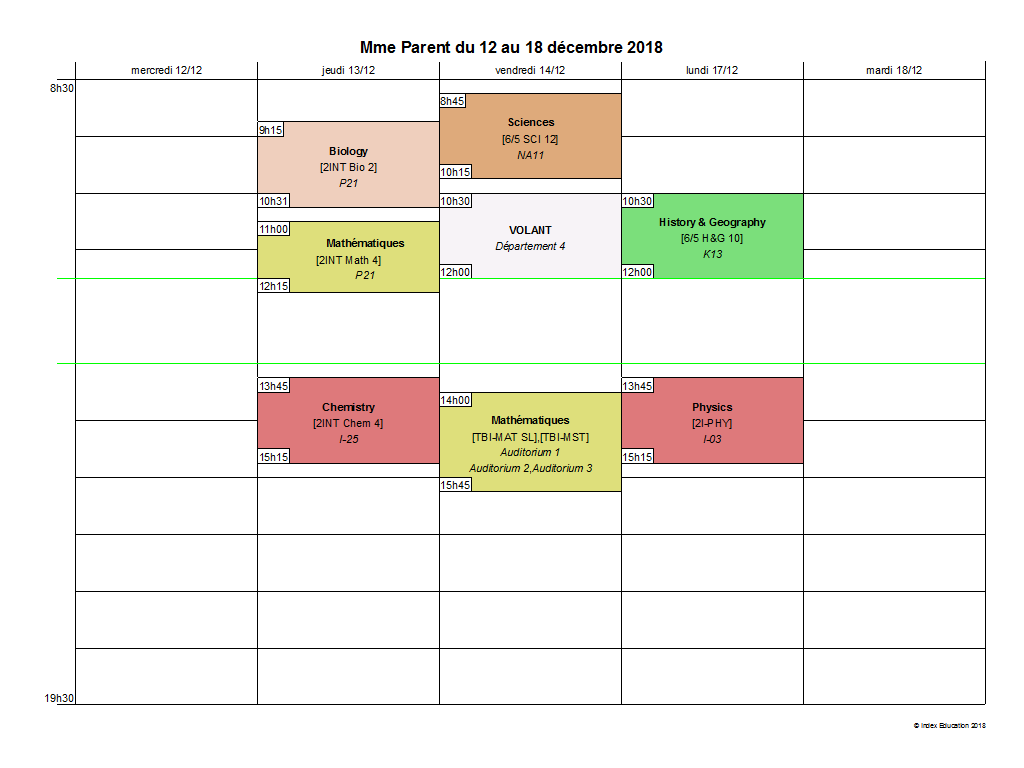 Mme Parent du 12 au 18 décembre 2018
mercredi 12/12
jeudi 13/12
vendredi 14/12
lundi 17/12
mardi 18/12
8h30
9h15
Biology
[2INT Bio 2]
P21
10h31
11h00
Mathématiques
[2INT Math 4]
P21
12h15
13h45
Chemistry
[2INT Chem 4]
I-25
15h15
8h45
Sciences
[6/5 SCI 12]
NA11
10h15
10h30
VOLANT
Département 4
12h00
14h00
Mathématiques
[TBI-MAT SL],[TBI-MST]
Auditorium 1
Auditorium 2,Auditorium 3
15h45
10h30
History & Geography
[6/5 H&G 10]
K13
12h00
13h45
Physics
[2I-PHY]
I-03
15h15
19h30
© Index Education 2018